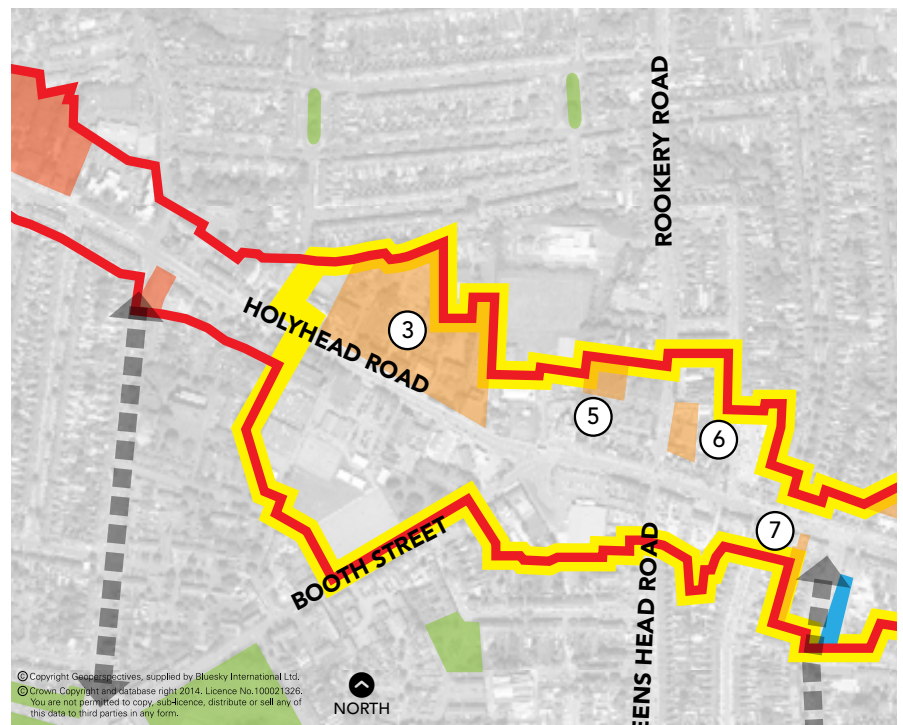 ROOKERY ROAD
HOLYHEAD ROAD
3
5
6
7
BOOTH STREET
EENS HEAD ROAD
© Copyright Geoperspectives, supplied by Bluesky International Ltd.
© Crown Copyright and database right 2014. Licence No.100021326.
You are not permitted to copy, sub-licence, distribute or sell any of
this data to third parties in any form.
NORTH